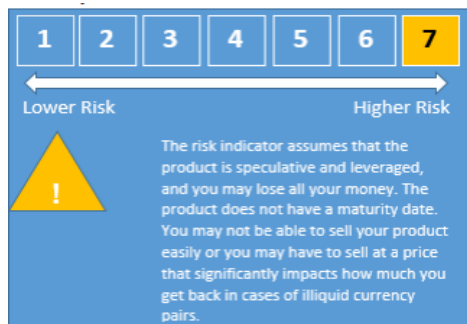 1 2 3 4 5 6 7
Lower Risk Higher Risk
!
The risk indicator assumes that the
product is speculative and leveraged,
and you may lose all your money. The
product does not have a maturity date.
You may not be able to sell your product
easily or you may have to sell at a price
that significantly impacts how much you
get back in cases of illiquid currency
pairs.